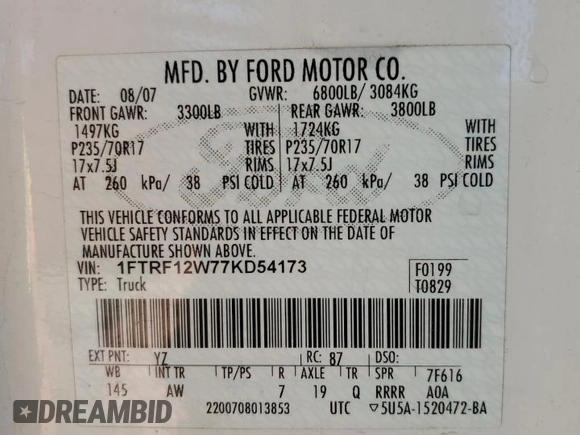 MFD. BY FORD MOTOR CO.
DATE: 08/07 GVWR: 6800LB/ 3084KG
FRONT GAWR: 3300LB REAR GAWR: 3800LB
1497KG WITH 1724KG WITH
P235/70R17 TIRES P235/70R17 TIRES
17x7.5J RIMS 17x7.5J RIMS
AT 260 kPa/ 38 PSI COLD AT 260 kPa/ 38 PSI COLD
THIS VEHICLE CONFORMS TO ALL APPLICABLE FEDERAL MOTOR
VEHICLE SAFETY STANDARDS IN EFFECT ON THE DATE OF
MANUFACTURE SHOWN ABOVE.
VIN: 1FTRF12W77KD54173 F0199
TYPE: Truck T0829
EXT PNT: YZ RC: 87 DSO:
WB INT TR TP/PS R AXLE TR SPR 7F616
145 AW 7 19 Q RRRR A0A
2200708013853 UTC ▽5U5A-1520472-BA
DREAMBID